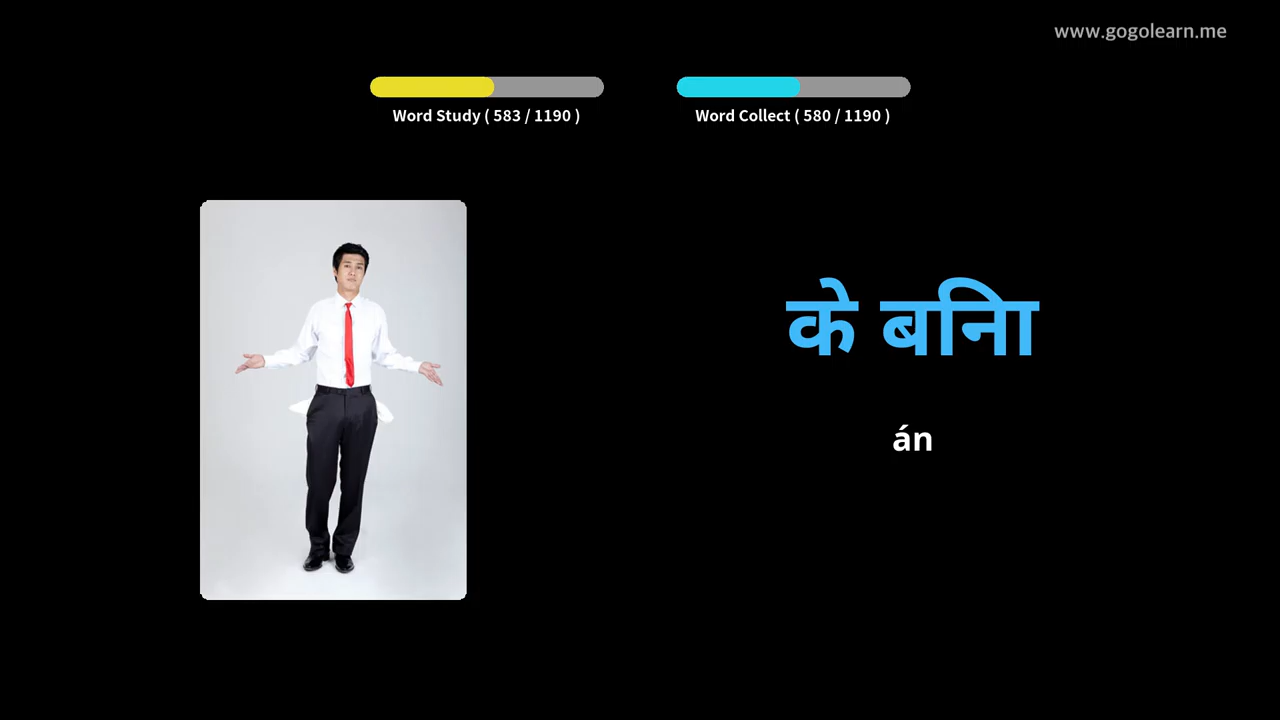 www.gogolearn.me
Word Study ( 583 / 1190 )
Word Collect ( 580 / 1190 )
के बनिा
án